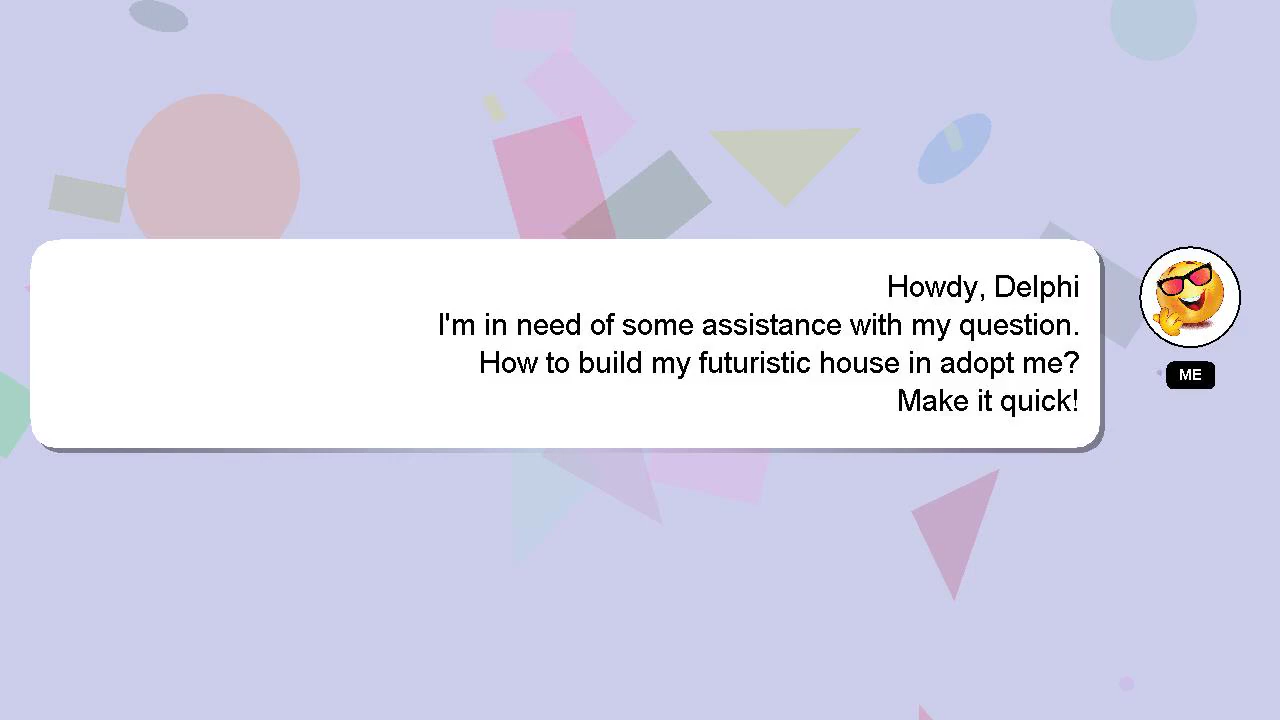 Howdy, Delphi
I'm in need of some assistance with my question.
How to build my futuristic house in adopt me?
Make it quick!
ME